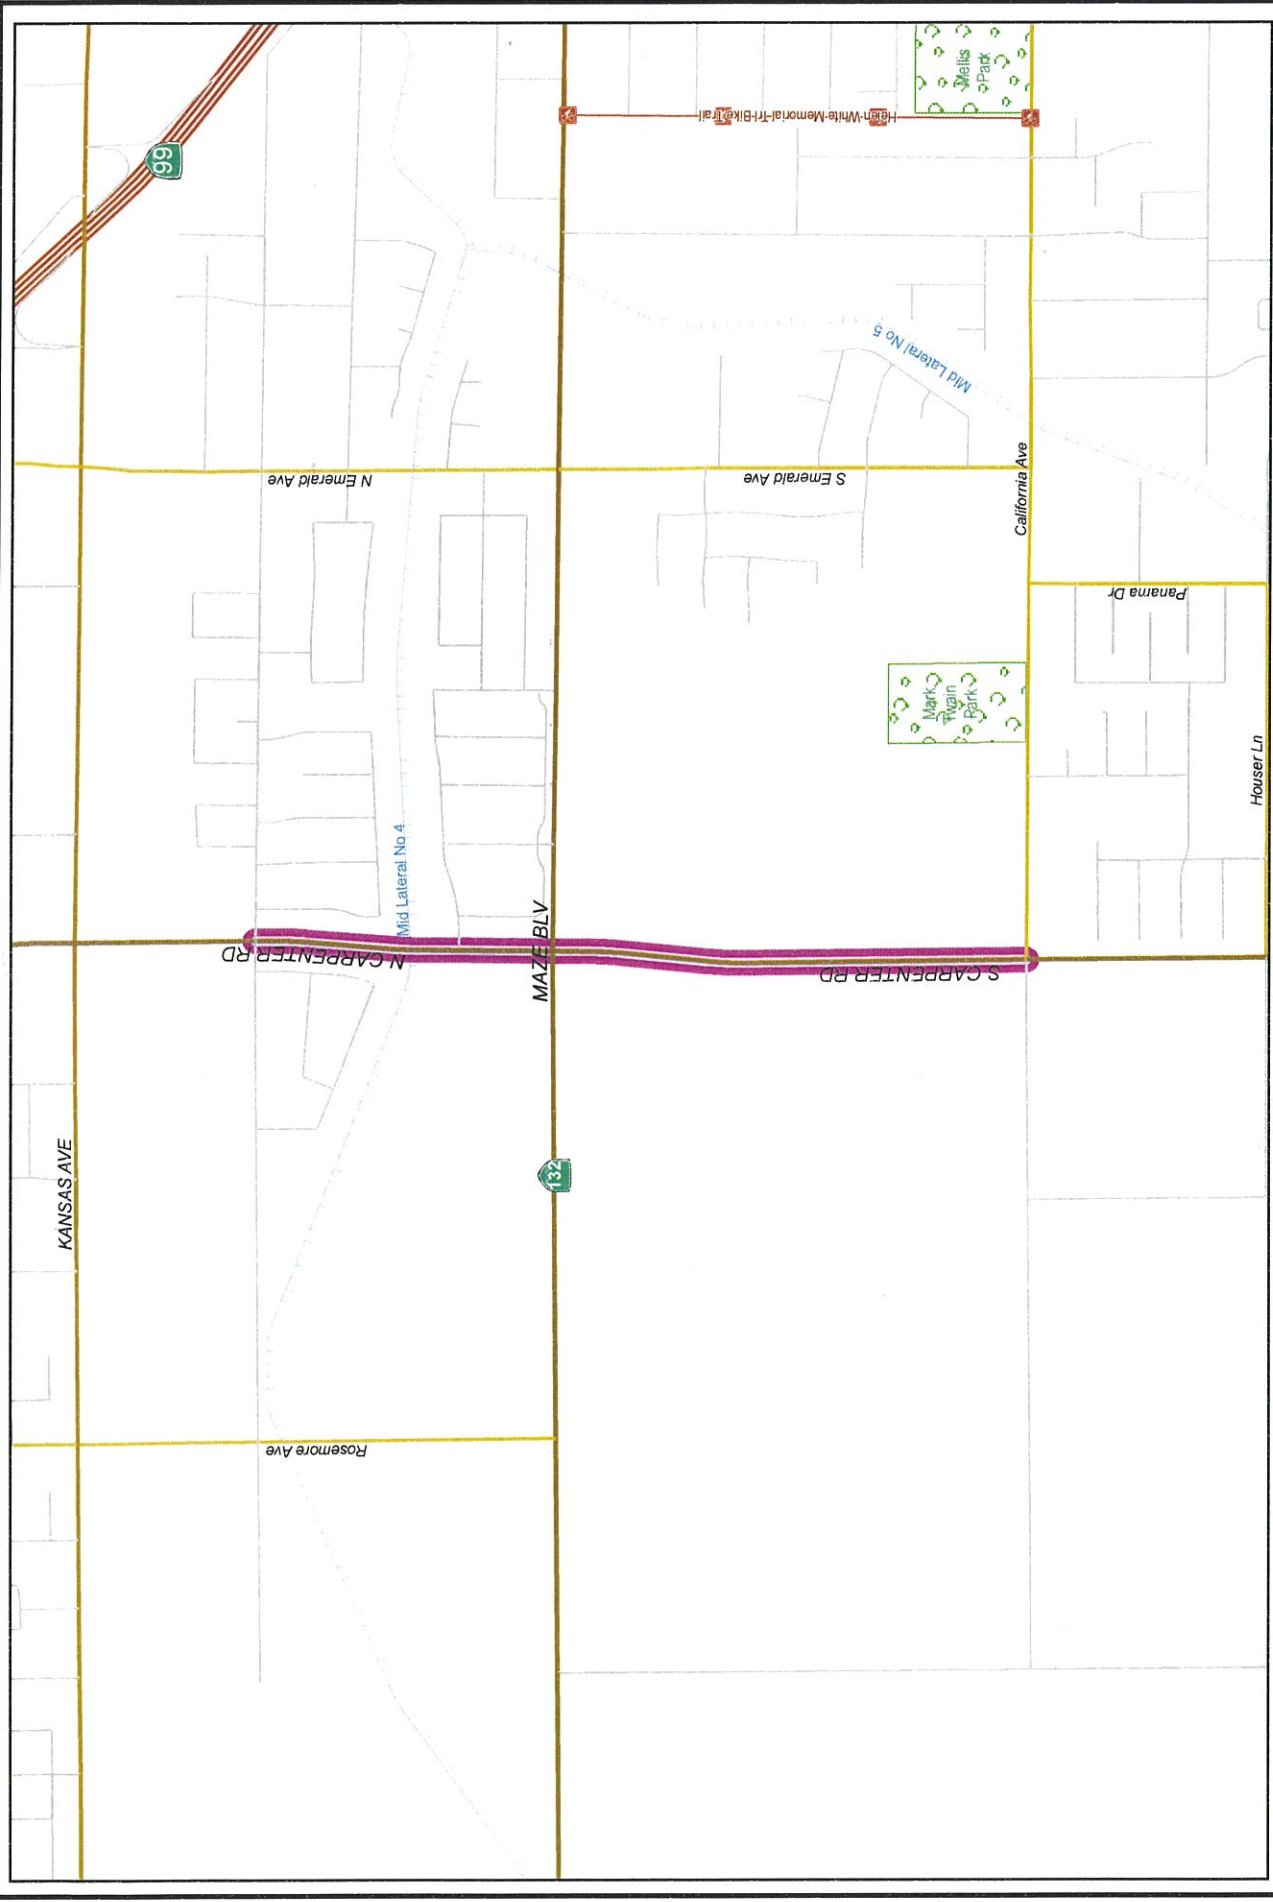 99
Mellis
Park
Helen White Memorial Tri Bike Trail
Mid Lateral No 5
N Emerald Ave
S Emerald Ave
California Ave
Panama Dr
Mark
Twain
Park
Houser Ln
Mid Lateral No 4
N CARPENTER RD
MAZE BLV
S CARPENTER RD
KANSAS AVE
132
Rosemore Ave